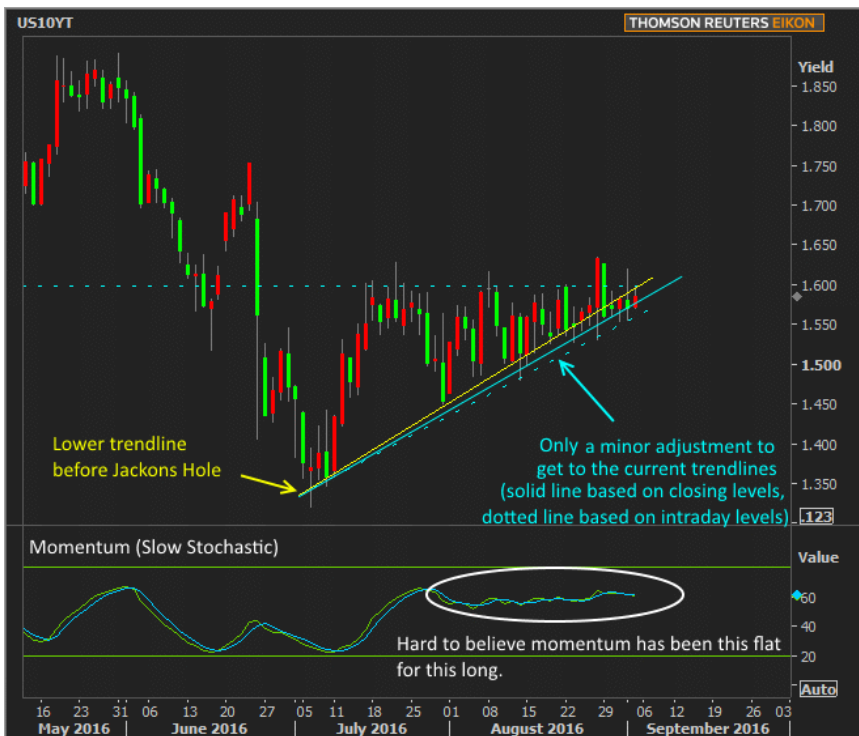 US10YT
THOMSON REUTERS EIKON
Yield
1.850
1.800
1.750
1.700
1.650
1.600
1.550
1.500
1.450
1.400
1.350
.123
Lower trendline
before Jackons Hole
Only a minor adjustment to
get to the current trendlines
(solid line based on closing levels,
dotted line based on intraday levels)
Momentum (Slow Stochastic)
Value
60
40
20
Auto
Hard to believe momentum has been this flat
for this long.
16 23 31 06 13 20 27 05 11 18 25 01 08 15 22 29 06 12 19 26 03
May 2016 June 2016 July 2016 August 2016 September 2016